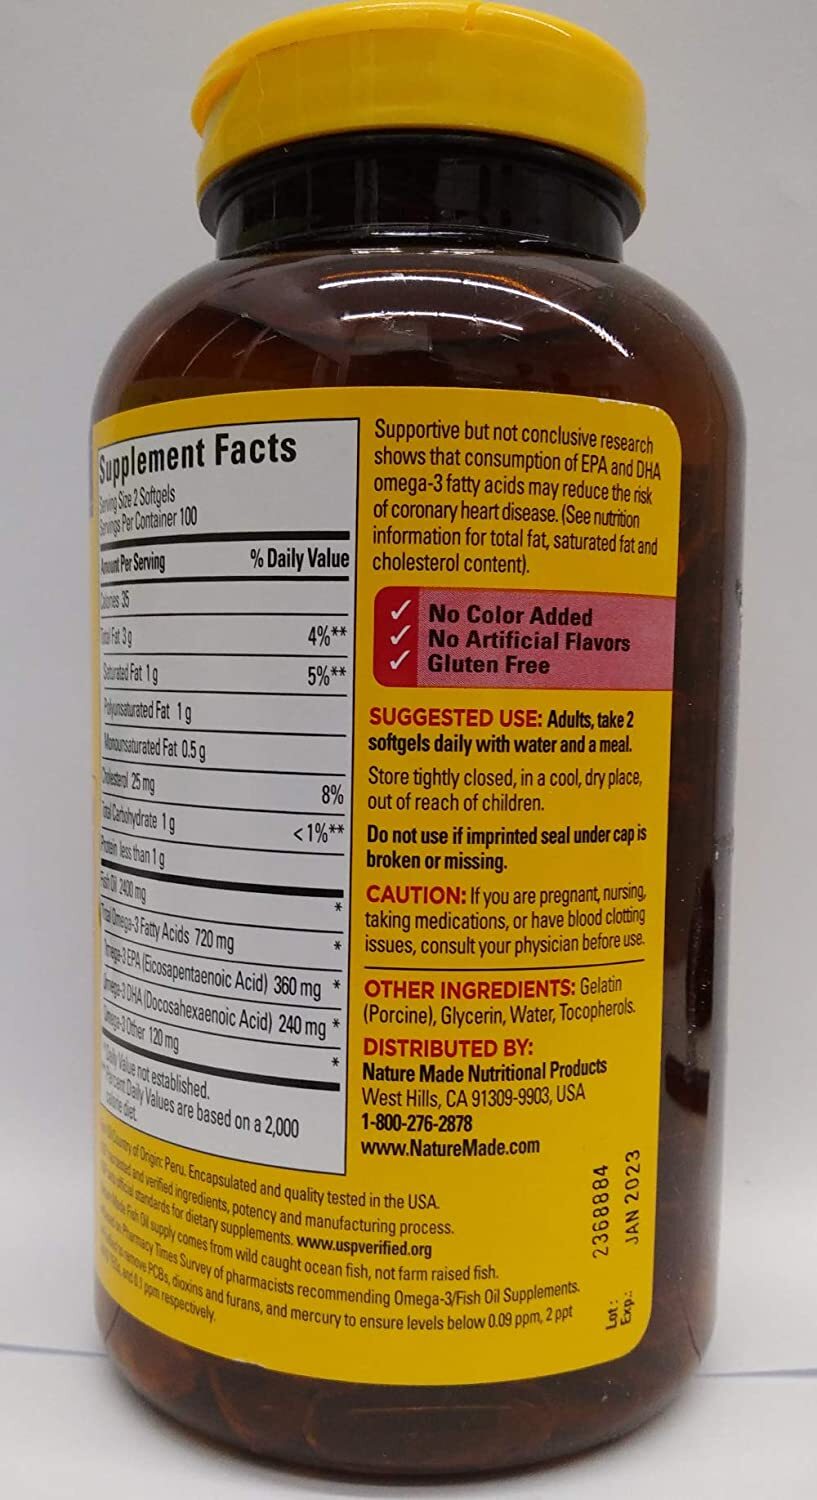 Supplement Facts
Serving Size 2 Softgels
Servings Per Container 100
Amount Per Serving % Daily Value
Calories 35
Total Fat 3 g 4%**
Saturated Fat 1 g 5%**
Polyunsaturated Fat 1 g
Monounsaturated Fat 0.5 g
Cholesterol 25 mg 8%
Total Carbohydrate 1 g <1%**
Protein less than 1 g
Fish Oil 2400 mg *
Total Omega-3 Fatty Acids 720 mg *
Omega-3 EPA (Eicosapentaenoic Acid) 360 mg *
Omega-3 DHA (Docosahexaenoic Acid) 240 mg *
Omega-3 Other 120 mg *
*Daily Value not established.
**Percent Daily Values are based on a 2,000
calorie diet.
Supportive but not conclusive research
shows that consumption of EPA and DHA
omega-3 fatty acids may reduce the risk
of coronary heart disease. (See nutrition
information for total fat, saturated fat and
cholesterol content).
✓ No Color Added
✓ No Artificial Flavors
✓ Gluten Free
SUGGESTED USE: Adults, take 2
softgels daily with water and a meal.
Store tightly closed, in a cool, dry place,
out of reach of children.
Do not use if imprinted seal under cap is
broken or missing.
CAUTION: If you are pregnant, nursing,
taking medications, or have blood clotting
issues, consult your physician before use.
OTHER INGREDIENTS: Gelatin
(Porcine), Glycerin, Water, Tocopherols.
DISTRIBUTED BY:
Nature Made Nutritional Products
West Hills, CA 91309-9903, USA
1-800-276-2878
www.NatureMade.com
Country of Origin: Peru. Encapsulated and quality tested in the USA.
tested and verified ingredients, potency and manufacturing process.
official standards for dietary supplements. www.uspverified.org
Made Fish Oil supply comes from wild caught ocean fish, not farm raised fish.
Pharmacy Times Survey of pharmacists recommending Omega-3/Fish Oil Supplements.
to remove PCBs, dioxins and furans, and mercury to ensure levels below 0.09 ppm, 2 ppt
and 0.1 ppm respectively.
Lot: 2368884
Exp.: JAN 2023